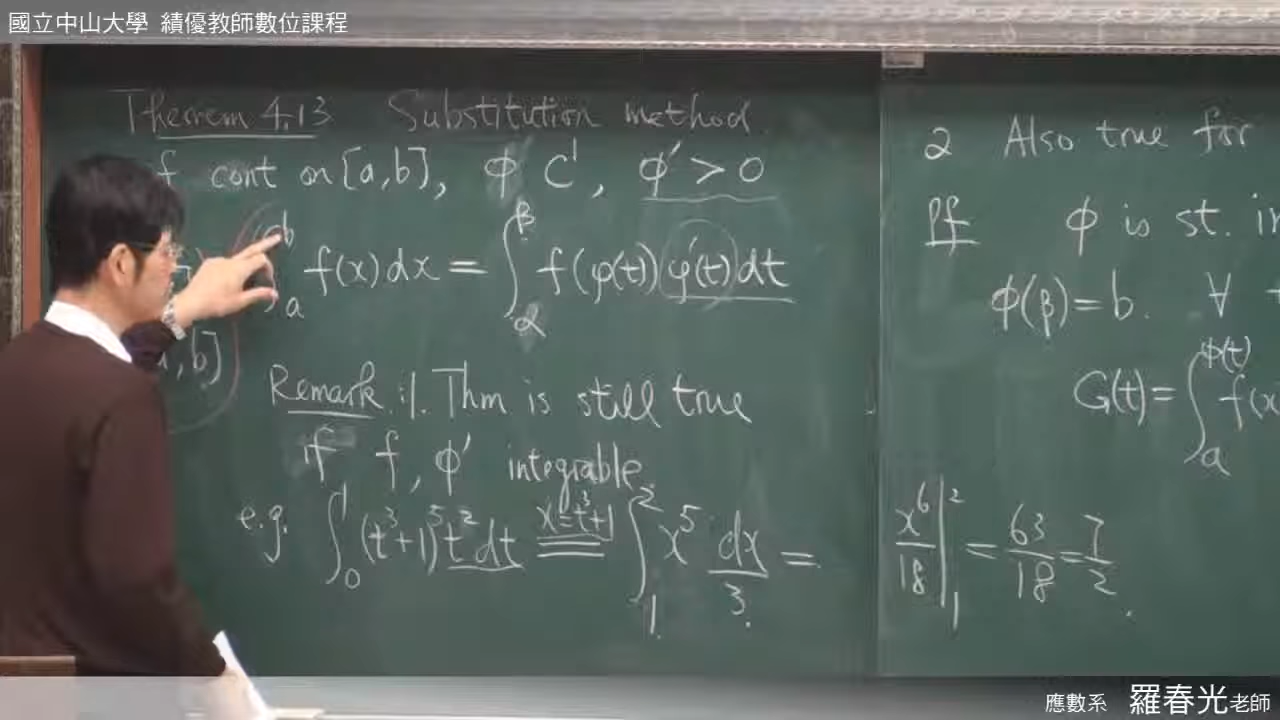 國立中山大學 績優教師數位課程
Theorem 4.13 Substitution method
f cont on [a,b], ϕ C¹, ϕ' > 0
∫_a^b f(x)dx = ∫_α^β f(φ(t)) φ'(t)dt
, b]
Remark: 1. Thm is still true
if f, ϕ' integrable
e.g. ∫_0^1 (t³+1)⁵ t² dt x=t³+1 ∫_1^2 x⁵ dx/3 =
2 Also true for
Pf ϕ is st. in
ϕ(β)=b. ∀
G(t)=∫_a^ϕ(t) f(x
x⁶/18 |_1^2 = 63/18 = 7/2 .
應數系 羅春光老師